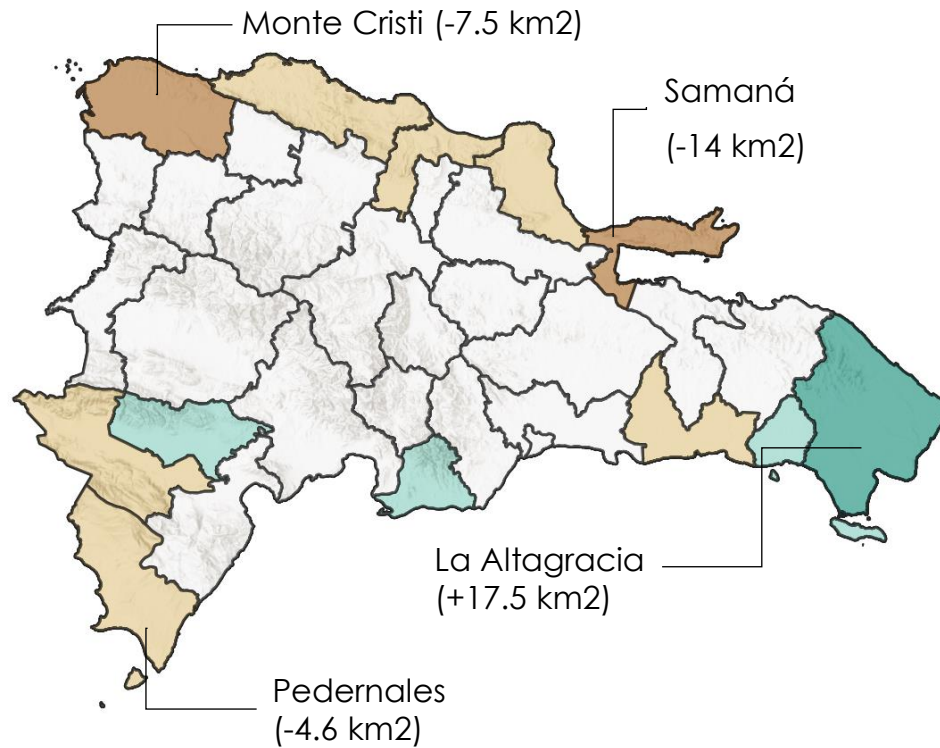 Monte Cristi (-7.5 km2)
Samaná
(-14 km2)
La Altagracia
(+17.5 km2)
Pedernales
(-4.6 km2)